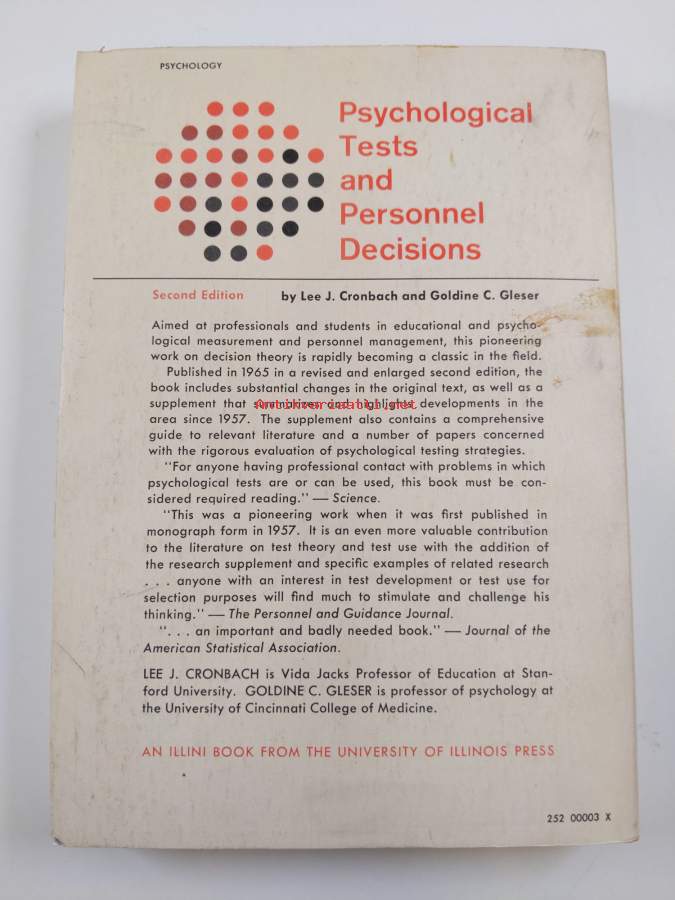 PSYCHOLOGY
Psychological
Tests
and
Personnel
Decisions
Second Edition by Lee J. Cronbach and Goldine C. Gleser
Aimed at professionals and students in educational and psycho-
logical measurement and personnel management, this pioneering
work on decision theory is rapidly becoming a classic in the field.
Published in 1965 in a revised and enlarged second edition, the
book includes substantial changes in the original text, as well as a
supplement that summarizes and highlights developments in the
area since 1957. The supplement also contains a comprehensive
guide to relevant literature and a number of papers concerned
with the rigorous evaluation of psychological testing strategies.
"For anyone having professional contact with problems in which
psychological tests are or can be used, this book must be con-
sidered required reading." — Science.
"This was a pioneering work when it was first published in
monograph form in 1957. It is an even more valuable contribution
to the literature on test theory and test use with the addition of
the research supplement and specific examples of related research
. . . anyone with an interest in test development or test use for
selection purposes will find much to stimulate and challenge his
thinking." — The Personnel and Guidance Journal.
". . . an important and badly needed book." — Journal of the
American Statistical Association.
LEE J. CRONBACH is Vida Jacks Professor of Education at Stan-
ford University. GOLDINE C. GLESER is professor of psychology at
the University of Cincinnati College of Medicine.
AN ILLINI BOOK FROM THE UNIVERSITY OF ILLINOIS PRESS
252 00003 X